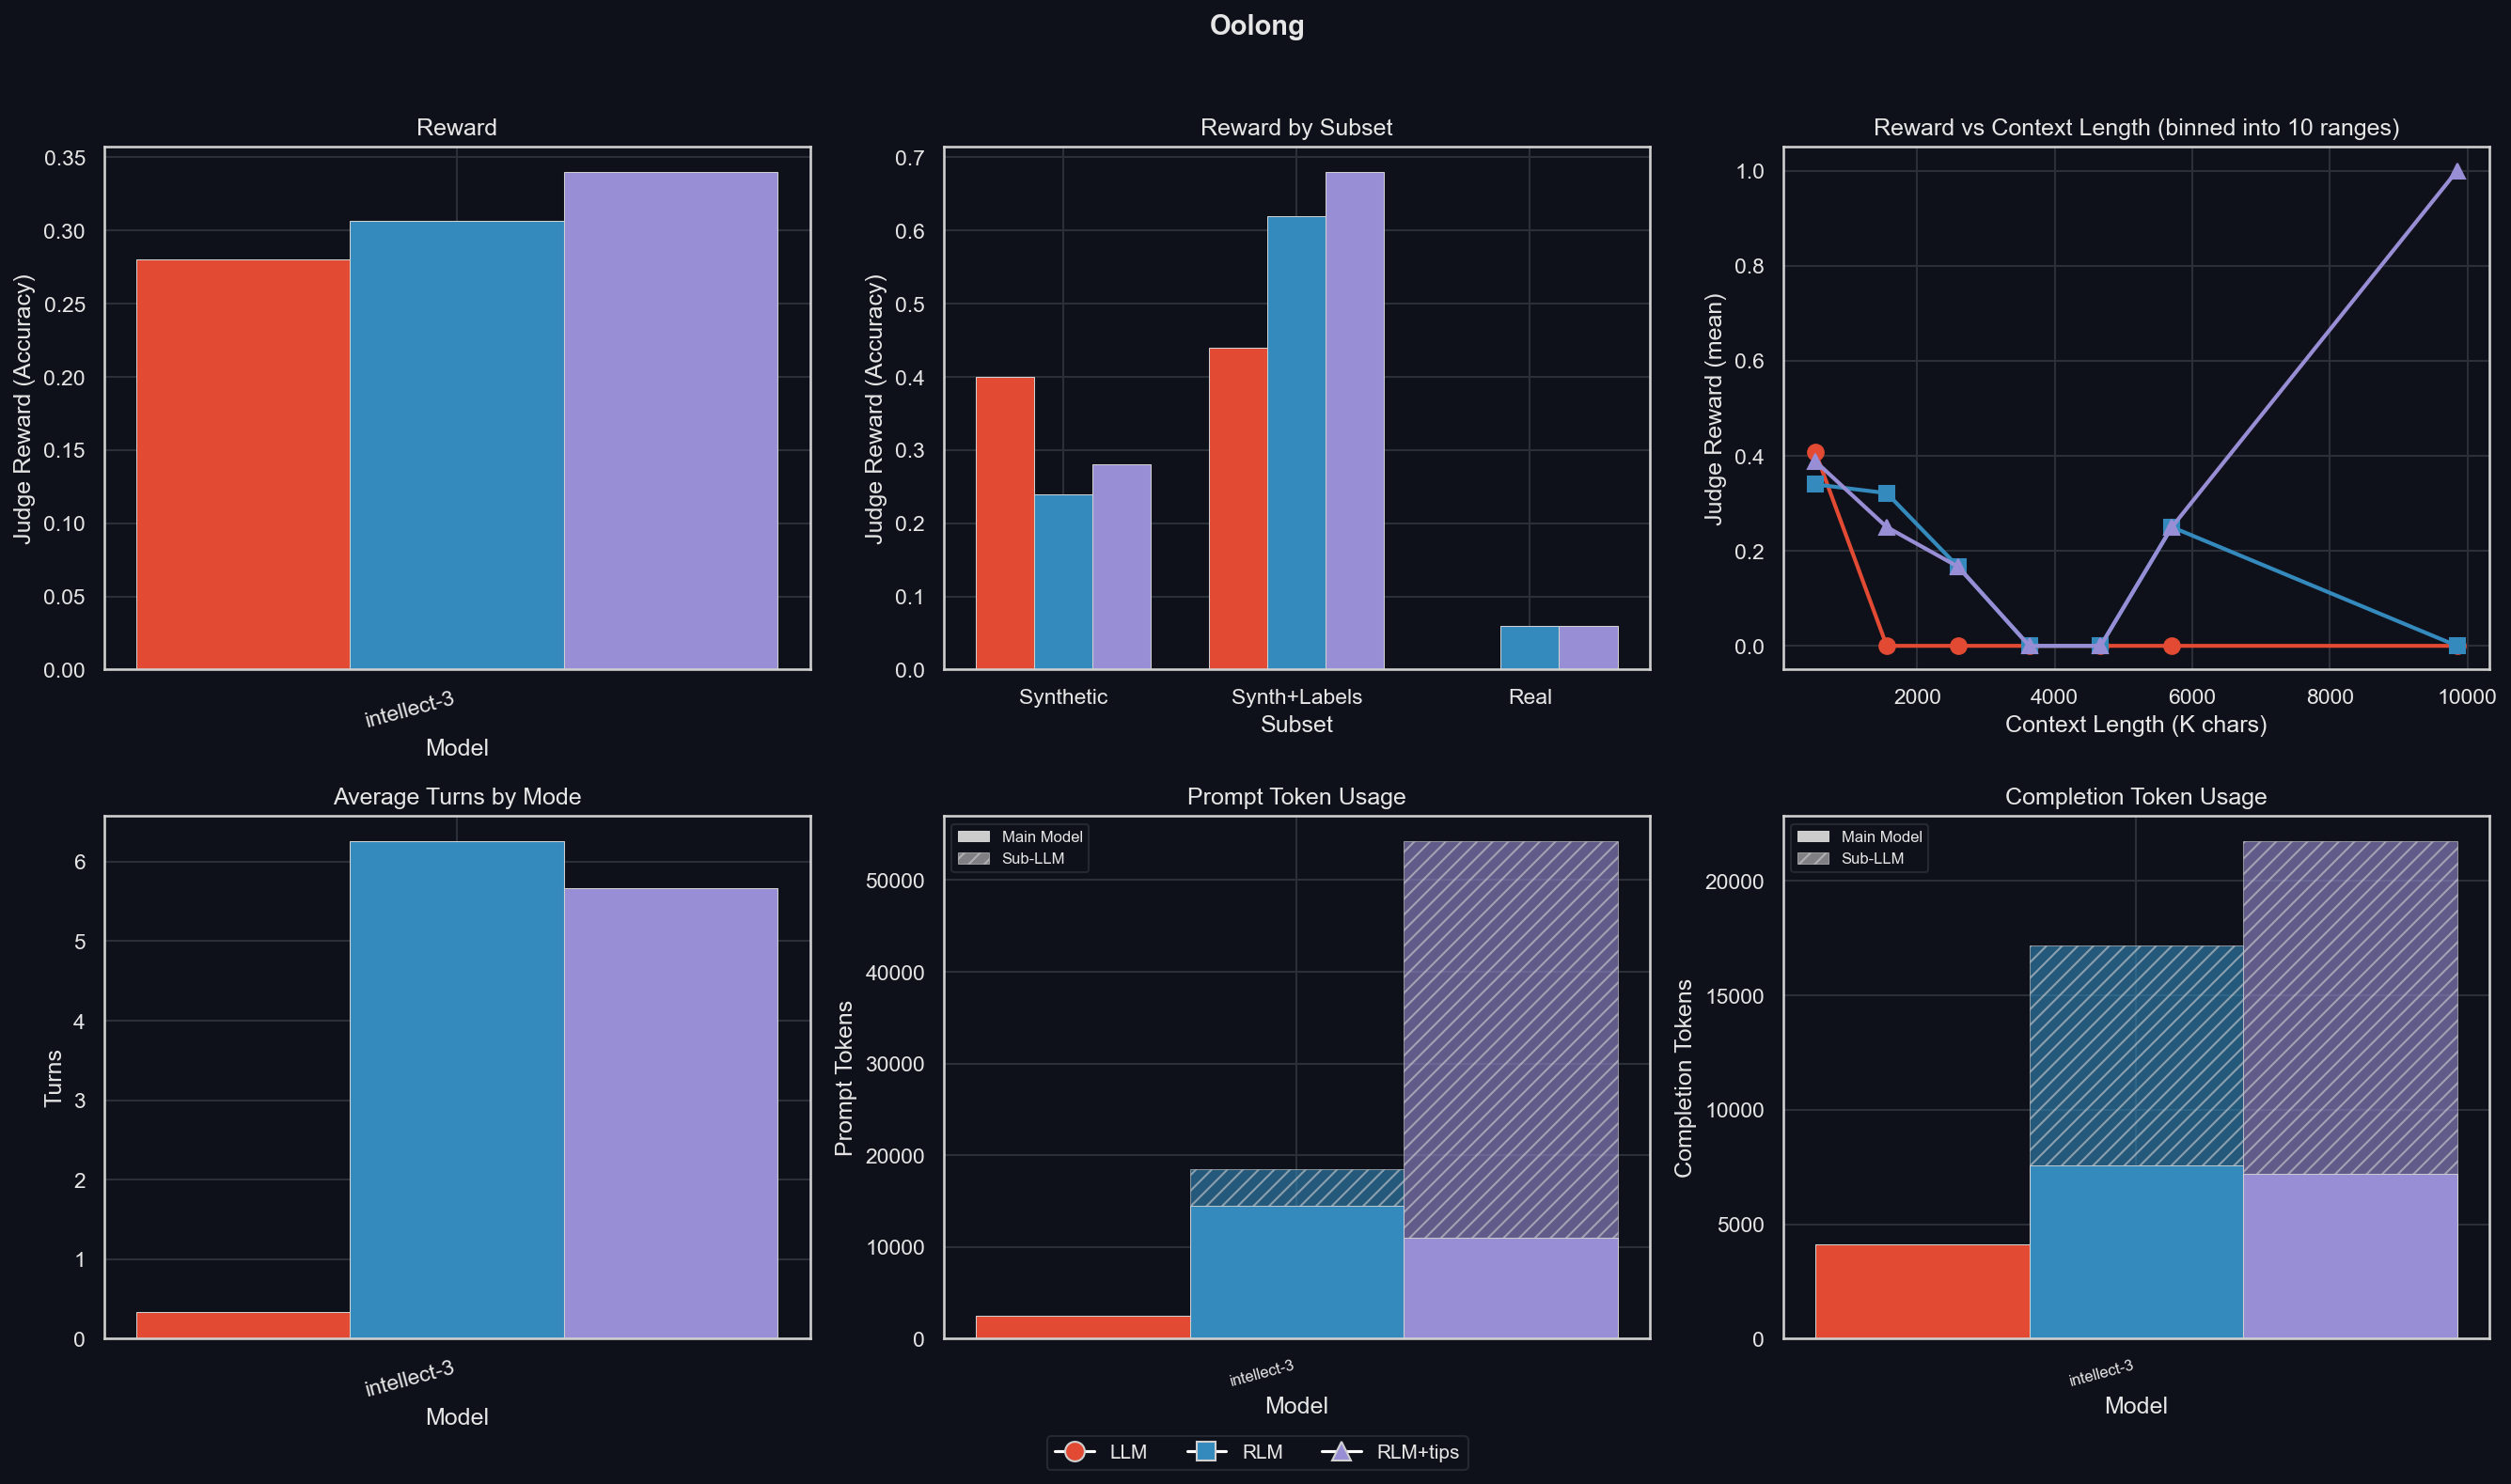 Oolong
Reward
0.35
0.30
0.25
0.20
0.15
0.10
0.05
0.00
Judge Reward (Accuracy)
intellect-3
Model
Reward by Subset
0.7
0.6
0.5
0.4
0.3
0.2
0.1
0.0
Judge Reward (Accuracy)
Synthetic Synth+Labels Real
Subset
Reward vs Context Length (binned into 10 ranges)
1.0
0.8
0.6
0.4
0.2
0.0
Judge Reward (mean)
2000 4000 6000 8000 10000
Context Length (K chars)
Average Turns by Mode
6
5
4
3
2
1
0
Turns
intellect-3
Model
Prompt Token Usage
Main Model
Sub-LLM
50000
40000
30000
20000
10000
0
Prompt Tokens
intellect-3
Model
Completion Token Usage
Main Model
Sub-LLM
20000
15000
10000
5000
0
Completion Tokens
intellect-3
Model
LLM RLM RLM+tips